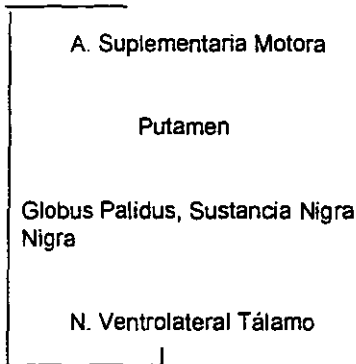 A. Suplementaria Motora
Putamen
Globus Palidus, Sustancia Nigra
Nigra
N. Ventrolateral Tálamo